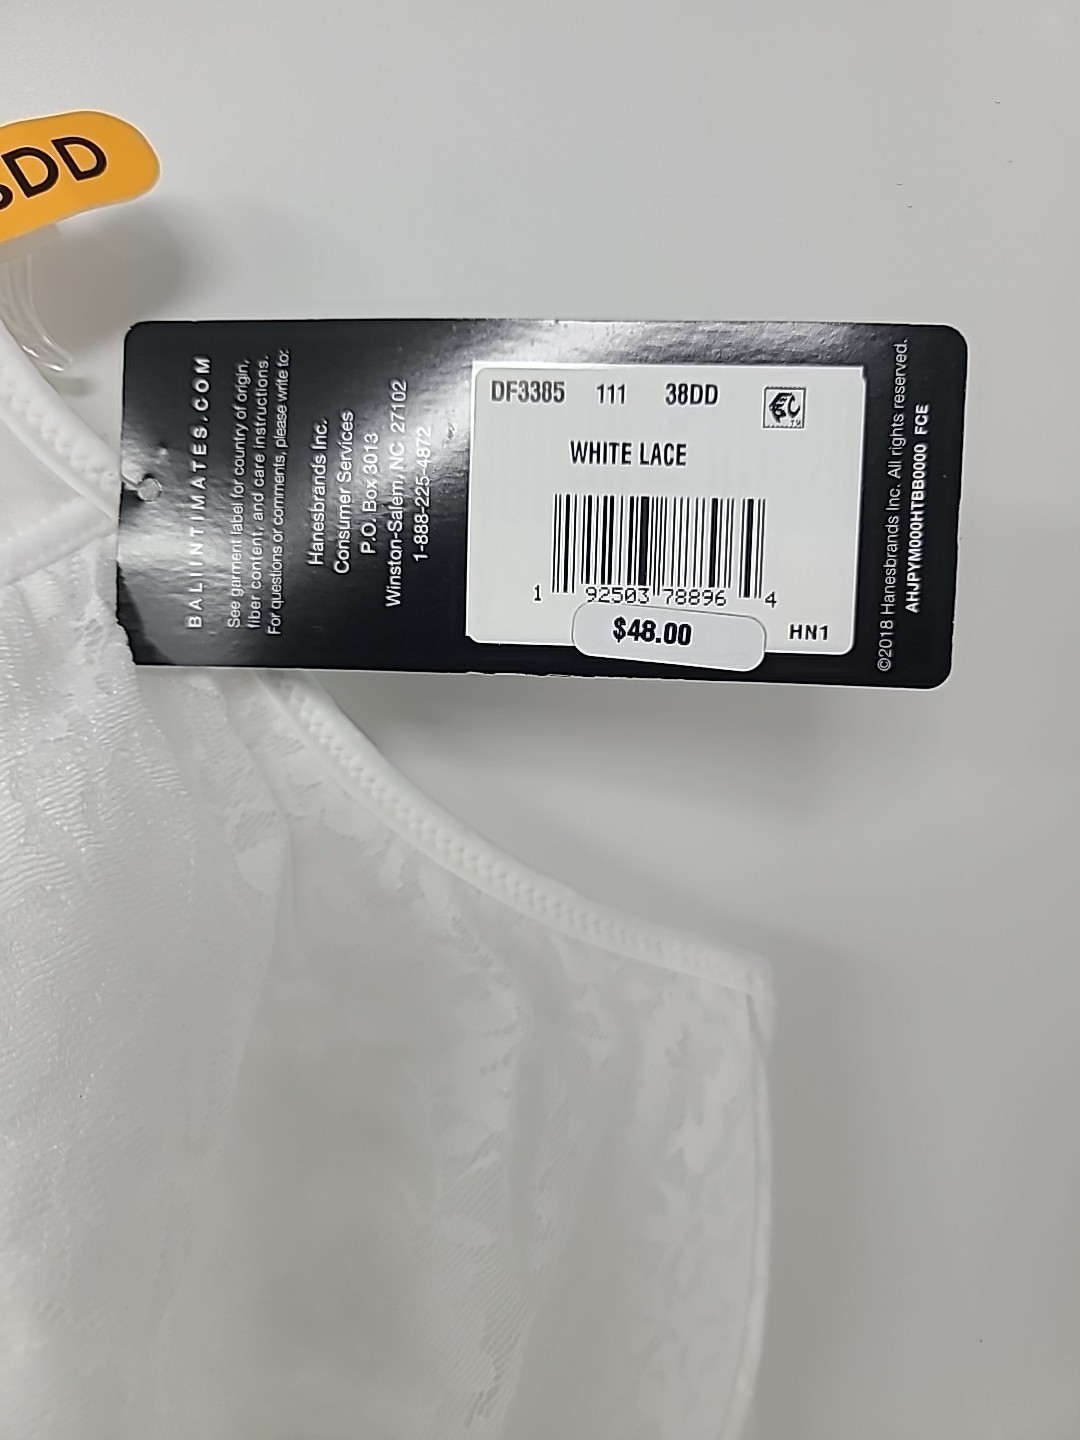 DD
BALIINTIMATES.COM
See garment label for country of origin,
fiber content, and care instructions.
For questions or comments, please write to:
Hanesbrands Inc.
Consumer Services
P.O. Box 3013
Winston-Salem, NC 27102
1-888-225-4872
DF3385 111 38DD
WHITE LACE
1 92503 78896 4
$48.00
HN1
©2018 Hanesbrands Inc. All rights reserved.
AHJPYM000HTBB0000 FCE